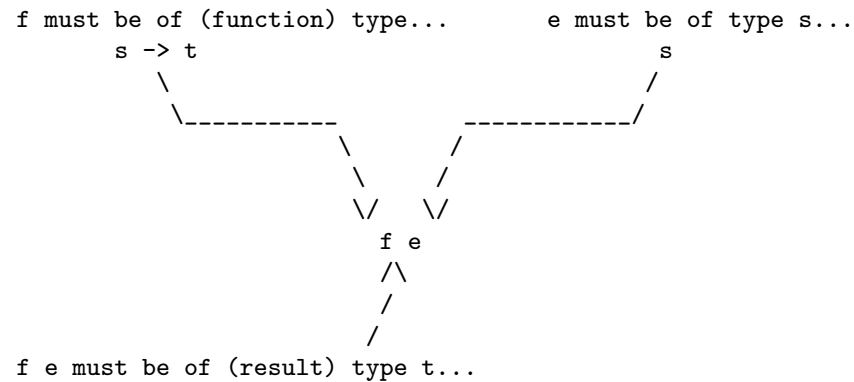 f must be of (function) type... e must be of type s...
s -> t s
f e
f e must be of (result) type t...